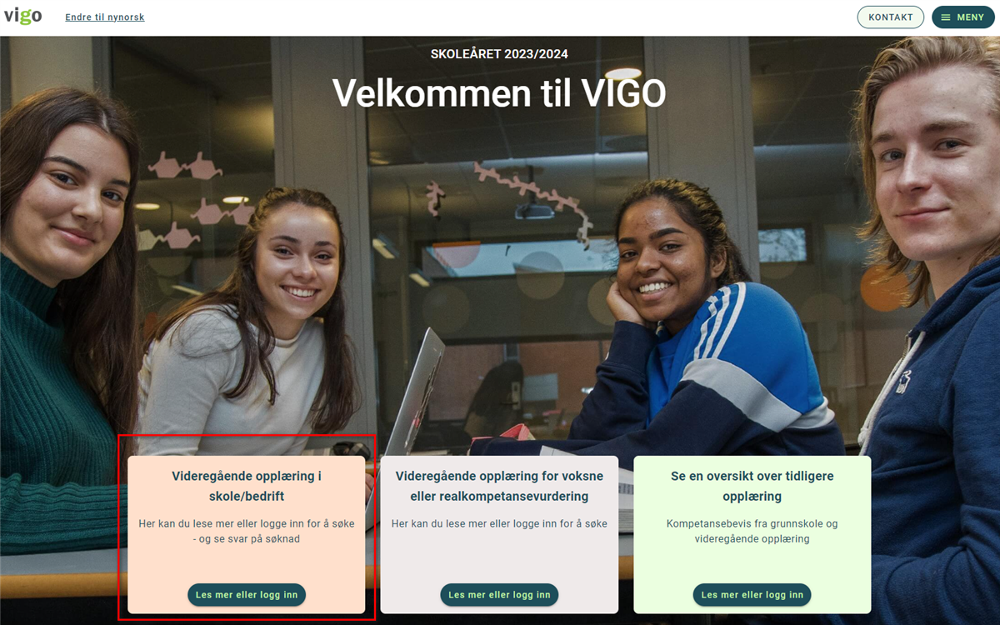 vigo
Endre til nynorsk
KONTAKT
MENY
SKOLEÅRET 2023/2024
Velkommen til VIGO
Videregående opplæring i
skole/bedrift
Her kan du lese mer eller logge inn for å søke
- og se svar på søknad
Les mer eller logg inn
Videregående opplæring for voksne
eller realkompetansevurdering
Her kan du lese mer eller logge inn for å søke
Les mer eller logg inn
Se en oversikt over tidligere
opplæring
Kompetansebevis fra grunnskole og
videregående opplæring
Les mer eller logg inn